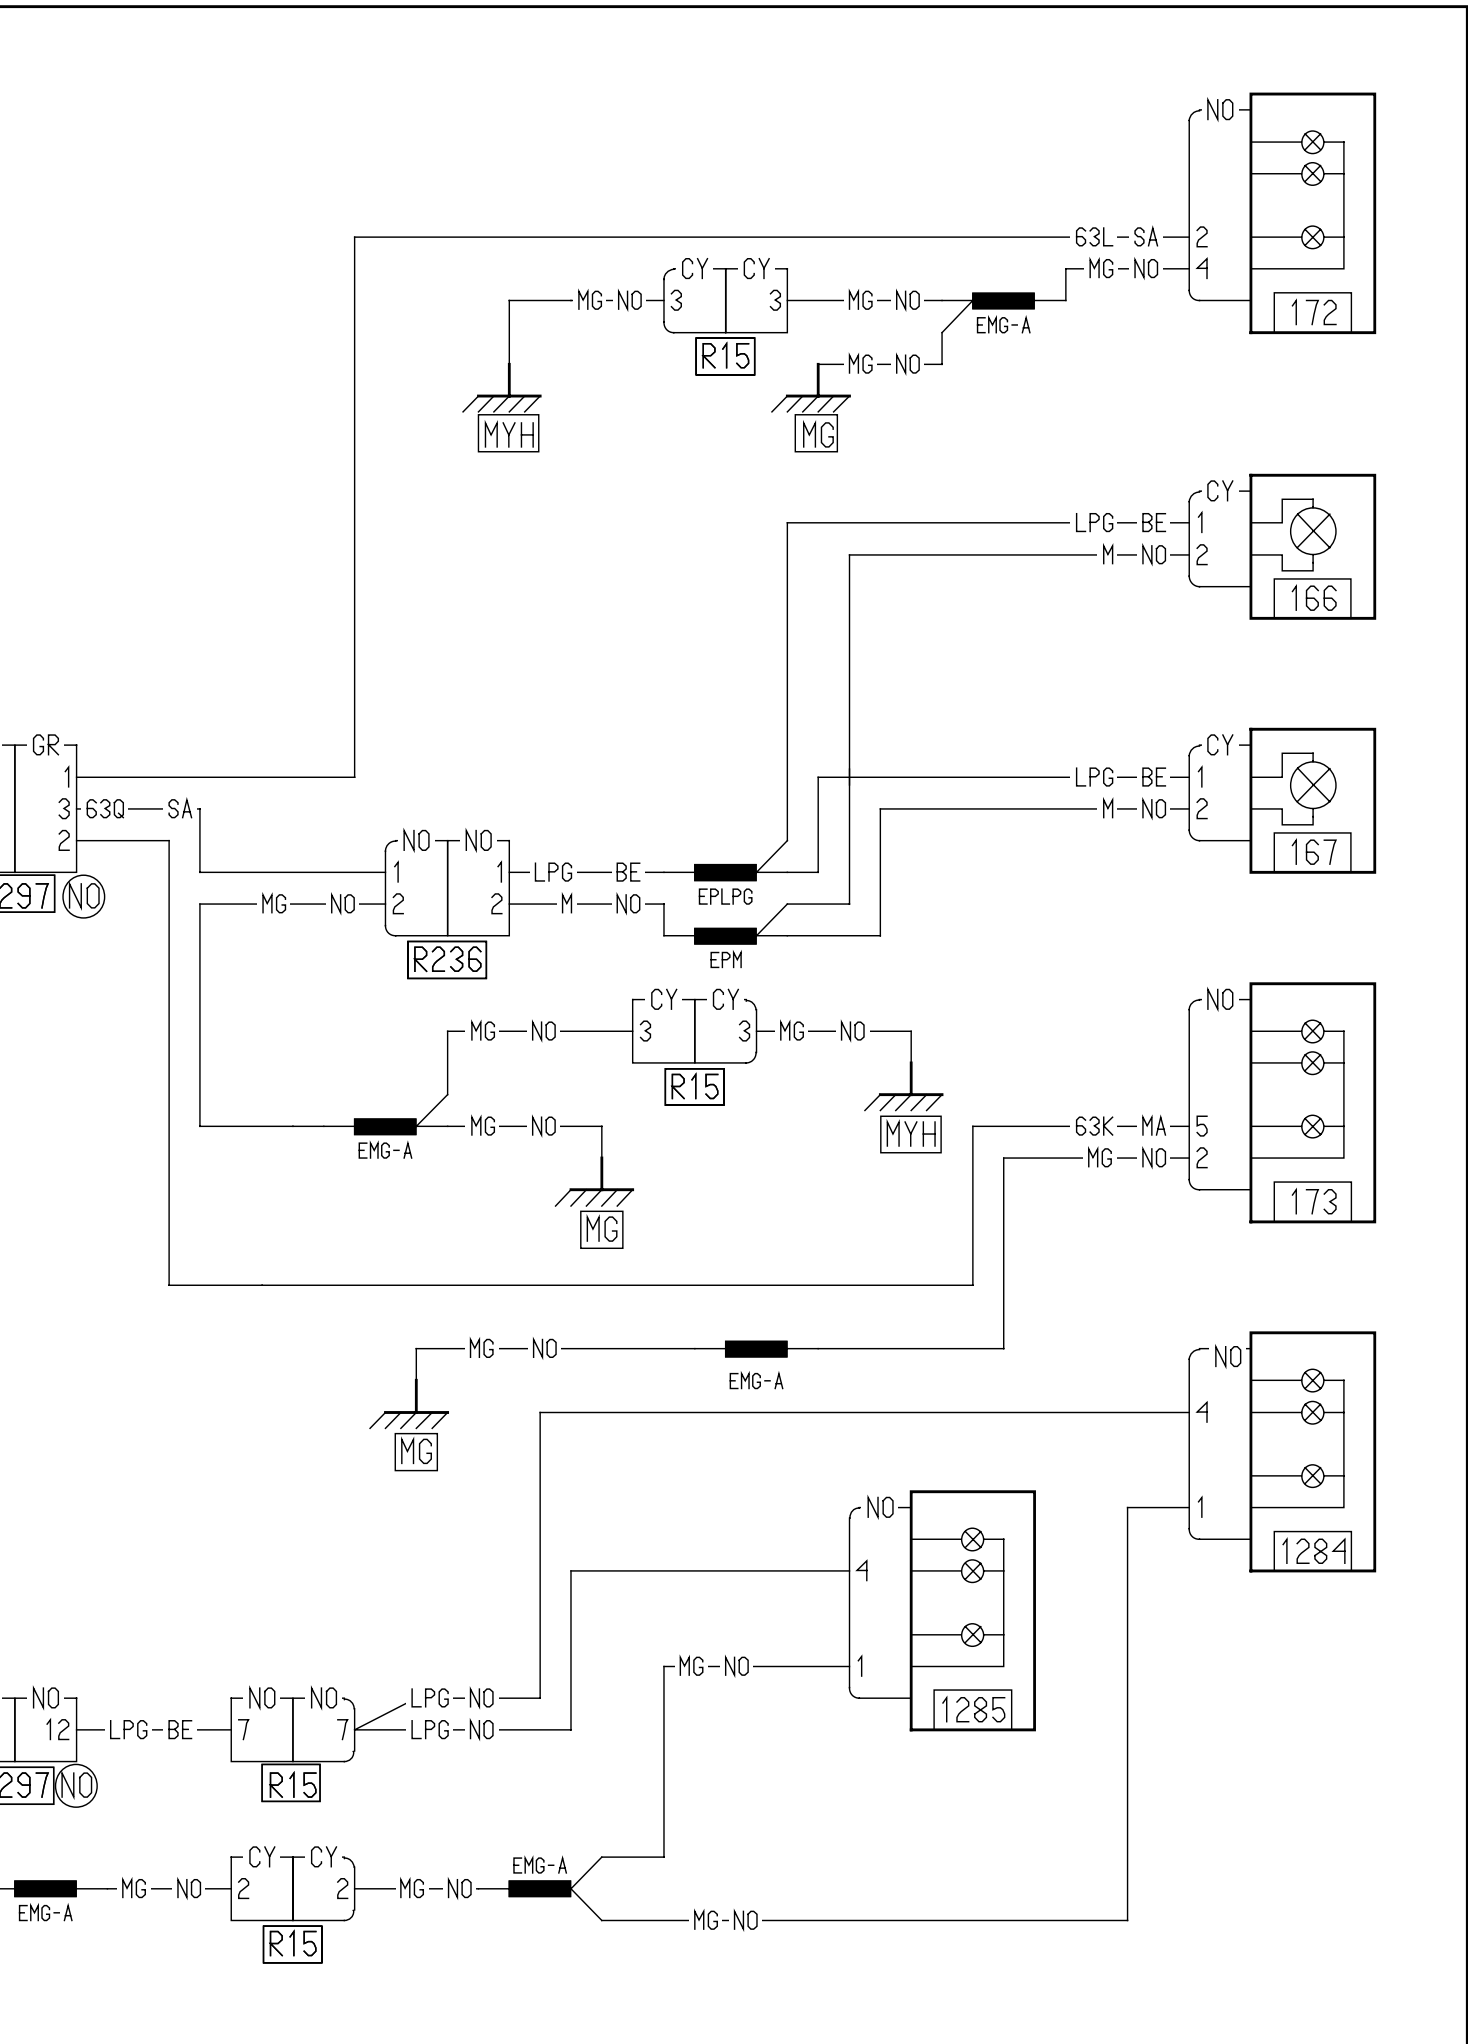 NO
63L SA 2
CY CY MG NO 4
MG NO 3 3 MG NO
EMG-A 172
R15
MG NO
MYH MG
CY
LPG BE 1
M NO 2
166
GR CY
1 LPG BE 1
3 63Q SA M NO 2
2 NO NO 167
1 1 LPG BE
297 NO EPLPG
MG NO 2 2 M NO
R236 EPM
CY CY NO
MG NO 3 3 MG NO
R15
MG NO 63K MA 5
EMG-A MYH
MG NO 2
173
MG
MG NO NO
EMG-A
4
MG
NO 1
1284
4
MG-NO 1
NO NO NO LPG-NO 1285
12 LPG-BE 7 7 LPG-NO
297 NO R15
CY CY EMG-A
MG NO 2 2 MG NO
EMG-A MG-NO
R15